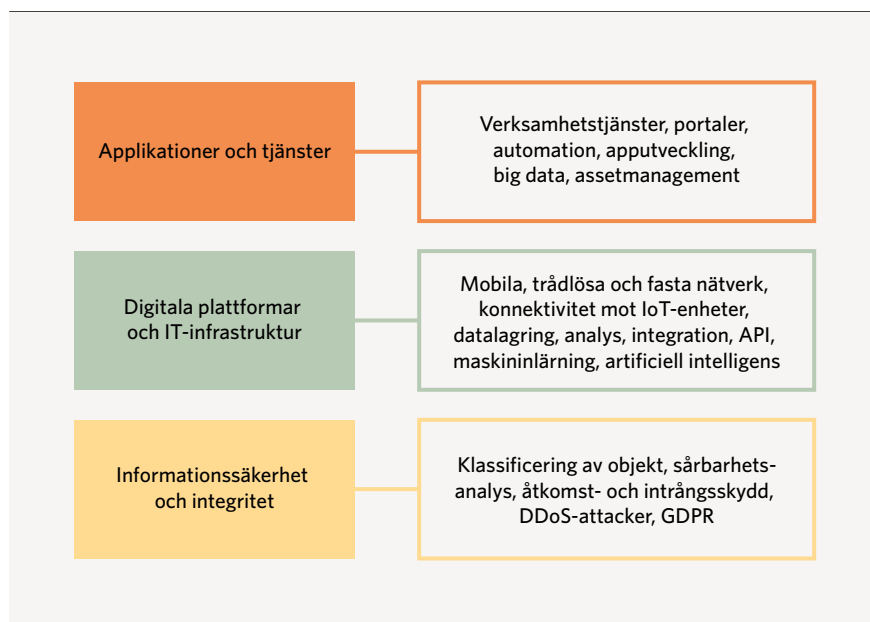 Applikationer och tjänster
Verksamhetstjänster, portaler,
automation, apputveckling,
big data, assetmanagement
Digitala plattformar
och IT-infrastruktur
Mobila, trådlösa och fasta nätverk,
konnektivitet mot IoT-enheter,
datalagring, analys, integration, API,
maskininlärning, artificiell intelligens
Informationssäkerhet
och integritet
Klassificering av objekt, sårbarhets-
analys, åtkomst- och intrångsskydd,
DDoS-attacker, GDPR